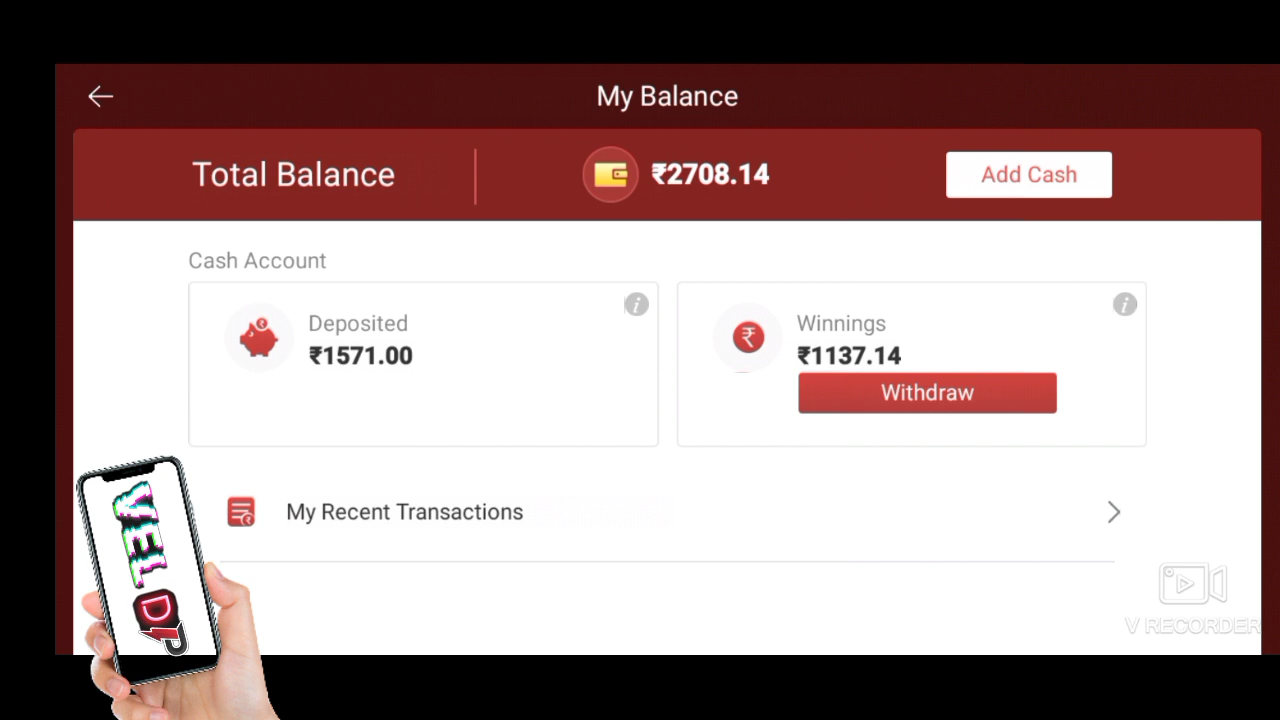 My Balance
Total Balance
₹2708.14
Add Cash
Cash Account
Deposited
₹1571.00
Winnings
₹1137.14
Withdraw
My Recent Transactions
V RECORDER